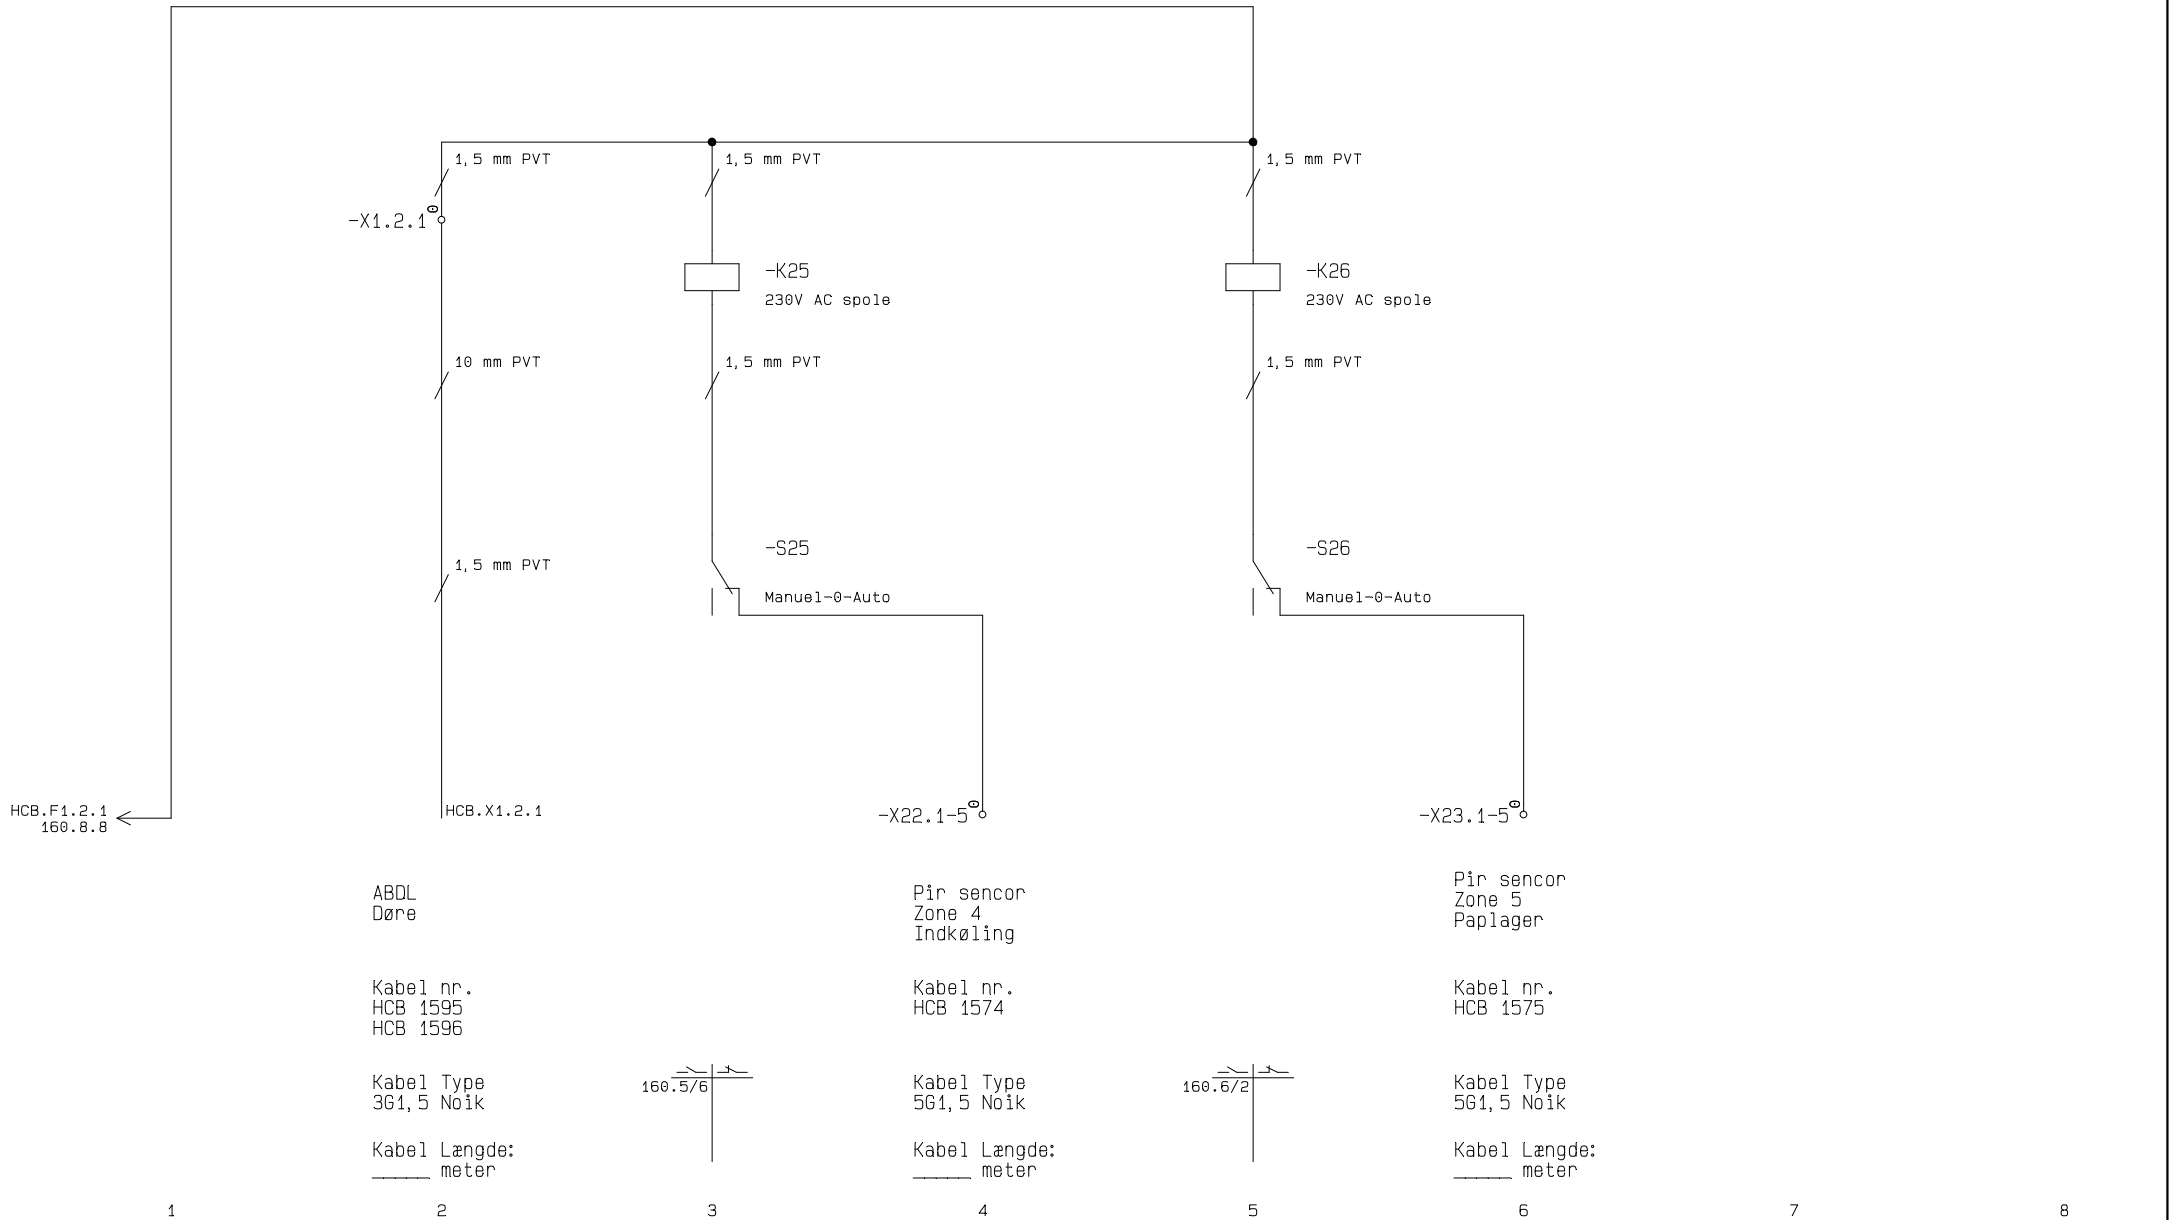 1,5 mm PVT
1,5 mm PVT
1,5 mm PVT
-X1.2.1
-K25
230V AC spole
-K26
230V AC spole
10 mm PVT
1,5 mm PVT
1,5 mm PVT
-S25
Manuel-0-Auto
-S26
Manuel-0-Auto
1,5 mm PVT
HCB.F1.2.1
160.8.8
HCB.X1.2.1
-X22.1-5
-X23.1-5
ABDL
Døre
Kabel nr.
HCB 1595
HCB 1596
Kabel Type
3G1,5 Noik
Kabel Længde:
_____ meter
160.5/6
Pir sencor
Zone 4
Indkøling
Kabel nr.
HCB 1574
Kabel Type
5G1,5 Noik
Kabel Længde:
_____ meter
160.6/2
Pir sencor
Zone 5
Paplager
Kabel nr.
HCB 1575
Kabel Type
5G1,5 Noik
Kabel Længde:
_____ meter
1 2 3 4 5 6 7 8